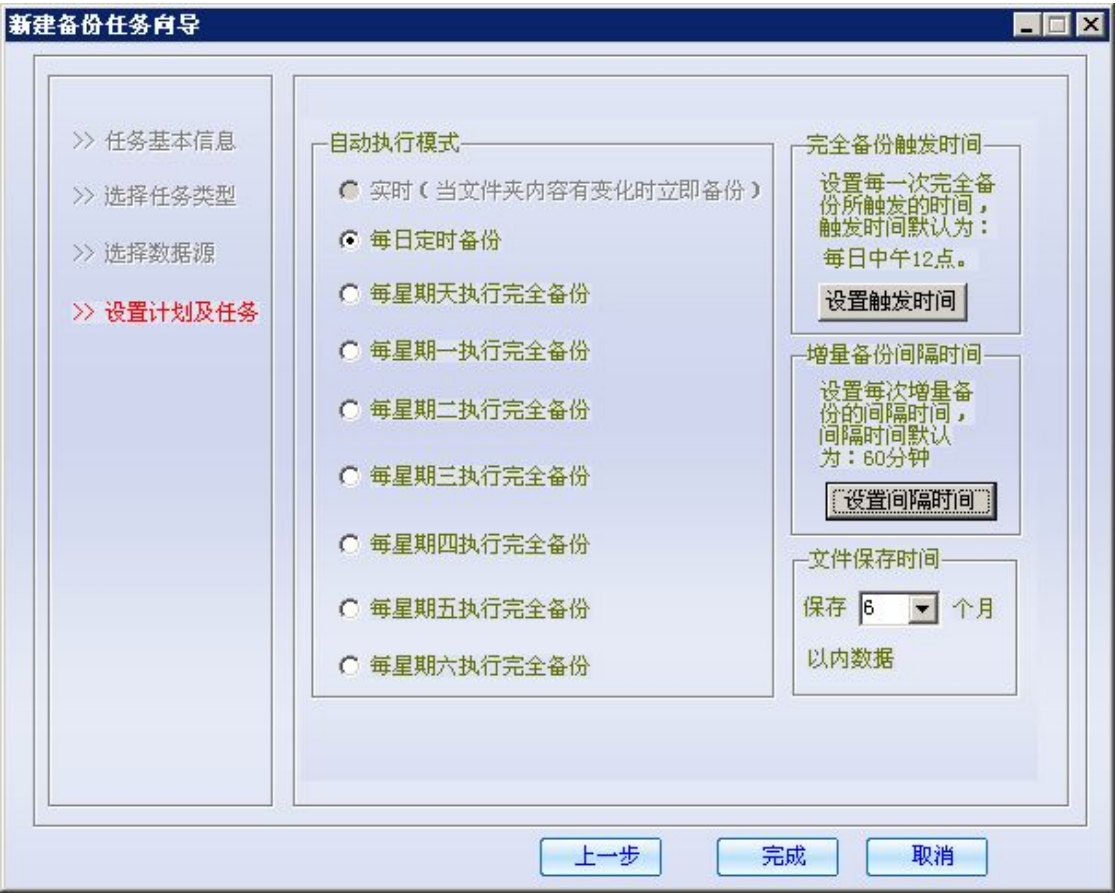 新建备份任务向导
>> 任务基本信息
>> 选择任务类型
>> 选择数据源
>> 设置计划及任务
自动执行模式
实时（当文件夹内容有变化时立即备份）
每日定时备份
每星期天执行完全备份
每星期一执行完全备份
每星期二执行完全备份
每星期三执行完全备份
每星期四执行完全备份
每星期五执行完全备份
每星期六执行完全备份
完全备份触发时间
设置每一次完全备
份所触发的时间，
触发时间默认为：
每日中午12点。
设置触发时间
增量备份间隔时间
设置每次增量备
份的间隔时间，
间隔时间默认
为：60分钟
设置间隔时间
文件保存时间
保存 6 个月
以内数据
上一步 完成 取消